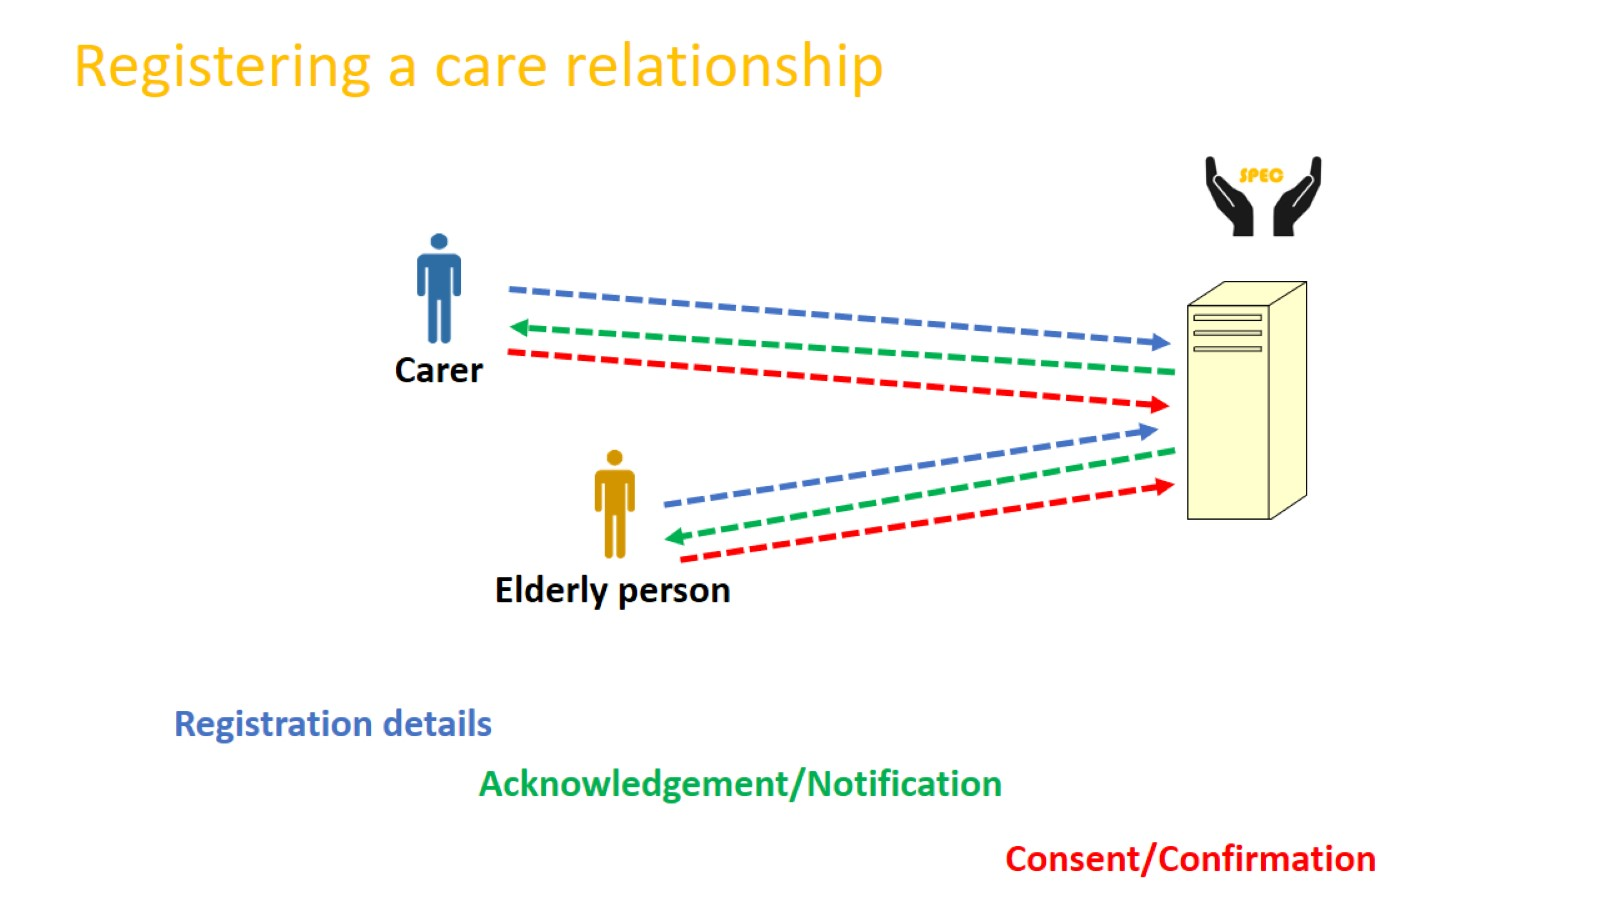 Registering a care relationship
SPEC
Carer
Elderly person
Registration details
Acknowledgement/Notification
Consent/Confirmation